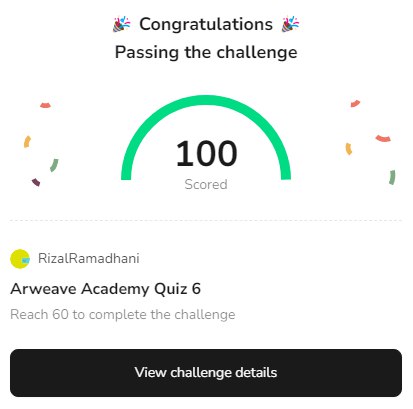 🎉 Congratulations 🎉
Passing the challenge
100
Scored
RizalRamadhani
Arweave Academy Quiz 6
Reach 60 to complete the challenge
View challenge details